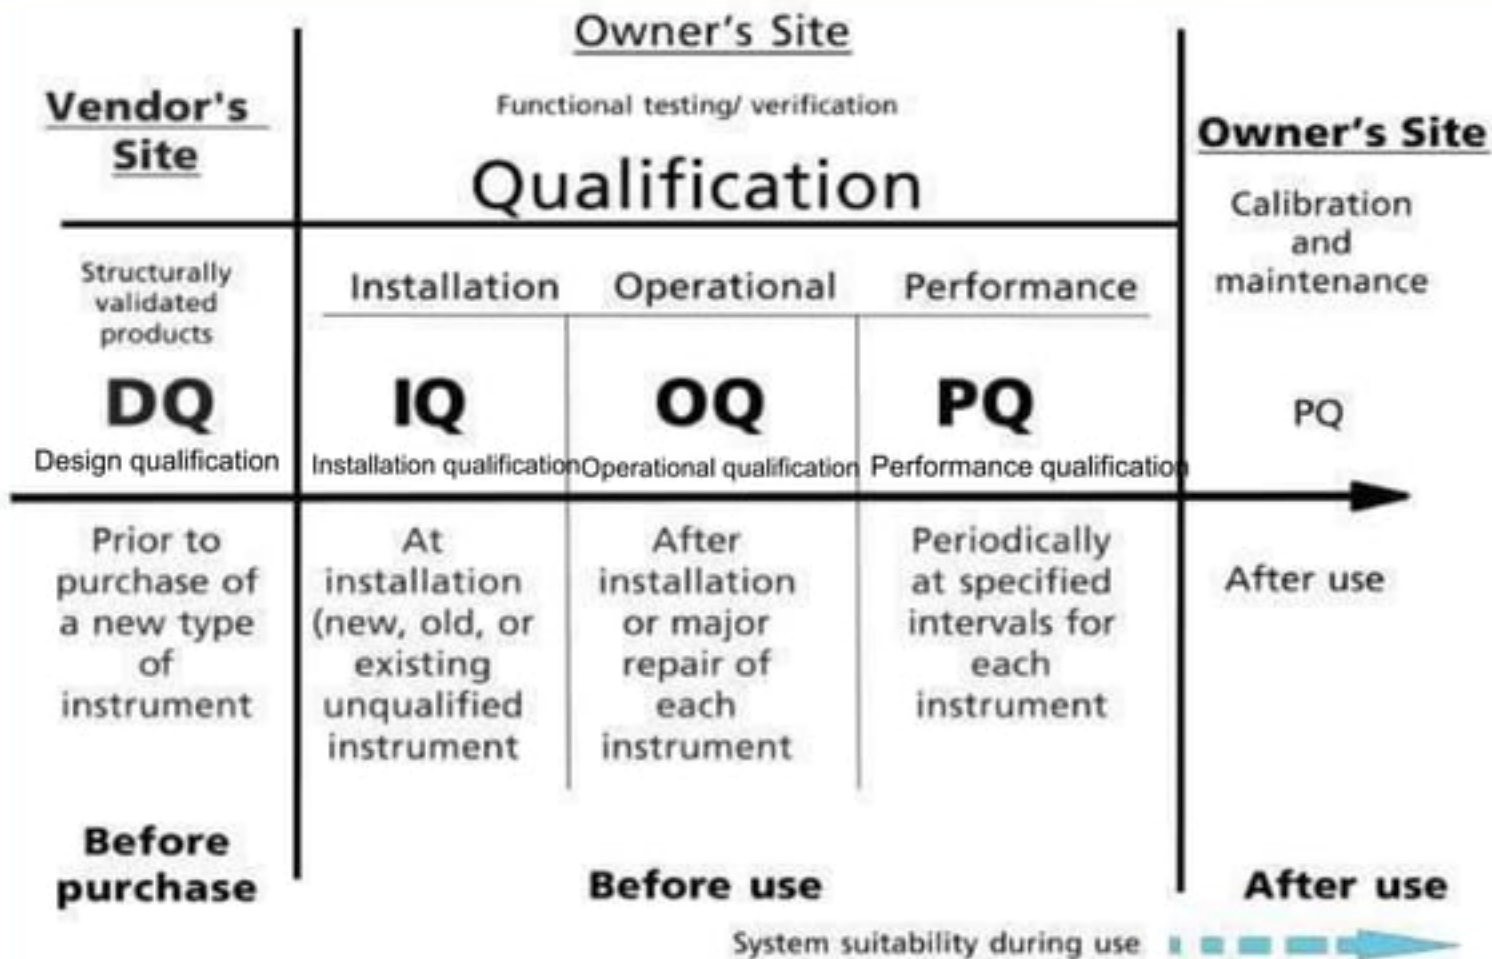 Owner's Site
Functional testing/ verification
Qualification
Vendor's
Site
Owner's Site
Calibration
and
maintenance
Structurally
validated
products
Installation
Operational
Performance
DQ
IQ
OQ
PQ
PQ
Design qualification
Installation qualification
Operational qualification
Performance qualification
Prior to
purchase of
a new type
of
instrument
At
installation
(new, old, or
existing
unqualified
instrument
After
installation
or major
repair of
each
instrument
Periodically
at specified
intervals for
each
instrument
After use
Before
purchase
Before use
After use
System suitability during use